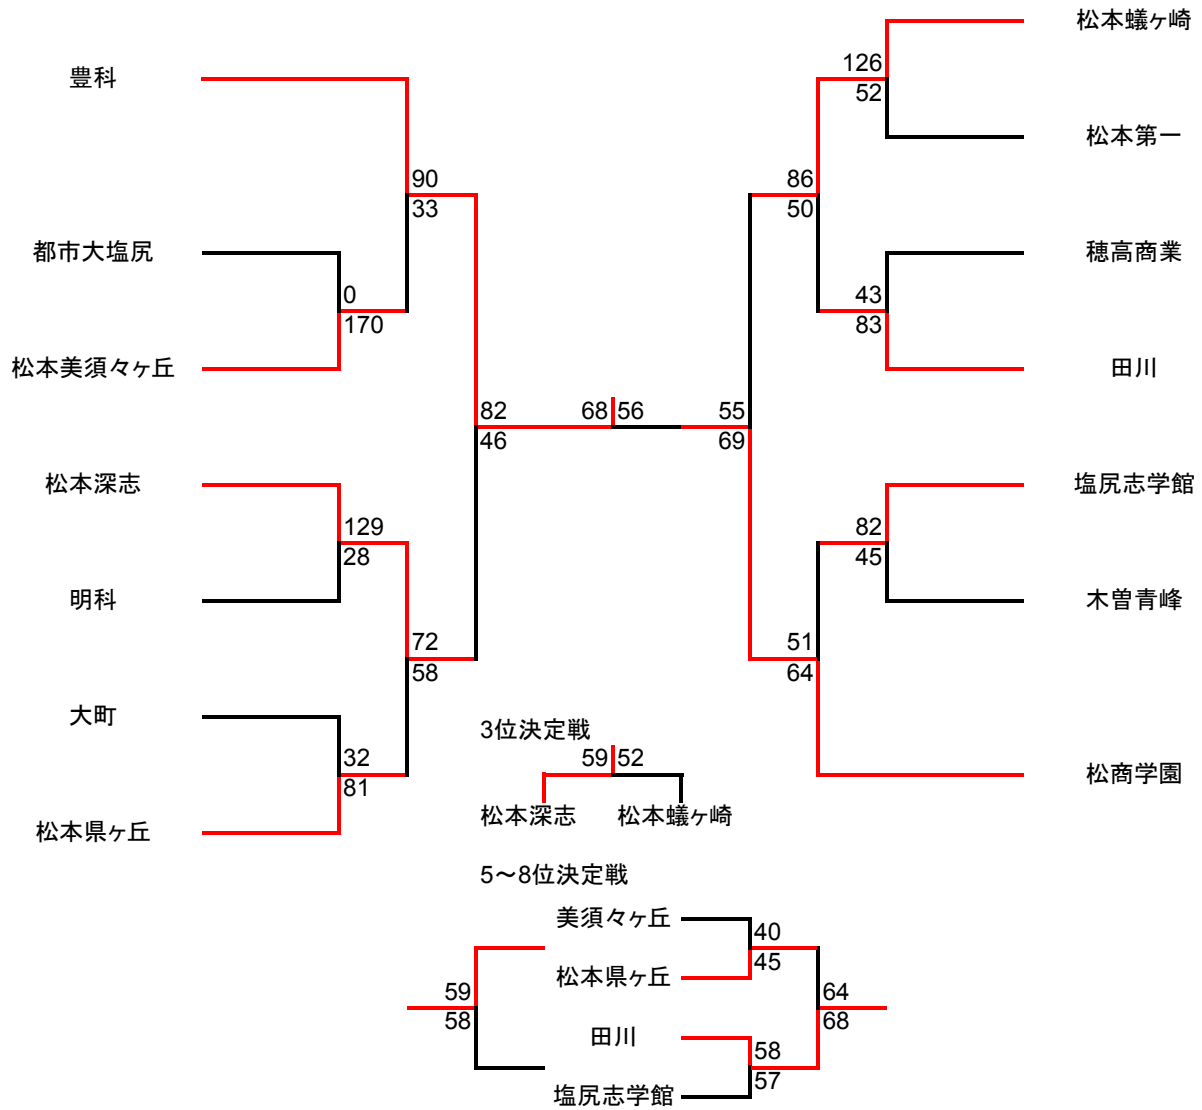 豊科
90
33
都市大塩尻
0
170
松本美須々ヶ丘
82
46
松本深志
129
28
明科
72
58
大町
32
81
松本県ヶ丘
68 56
松本蟻ヶ崎
126
52
松本第一
86
50
穂高商業
43
83
田川
55
69
塩尻志学館
82
45
木曽青峰
51
64
松商学園
3位決定戦
59 52
松本深志 松本蟻ヶ崎
5～8位決定戦
美須々ヶ丘
40
45
松本県ヶ丘
59
58
64
68
田川
58
57
塩尻志学館